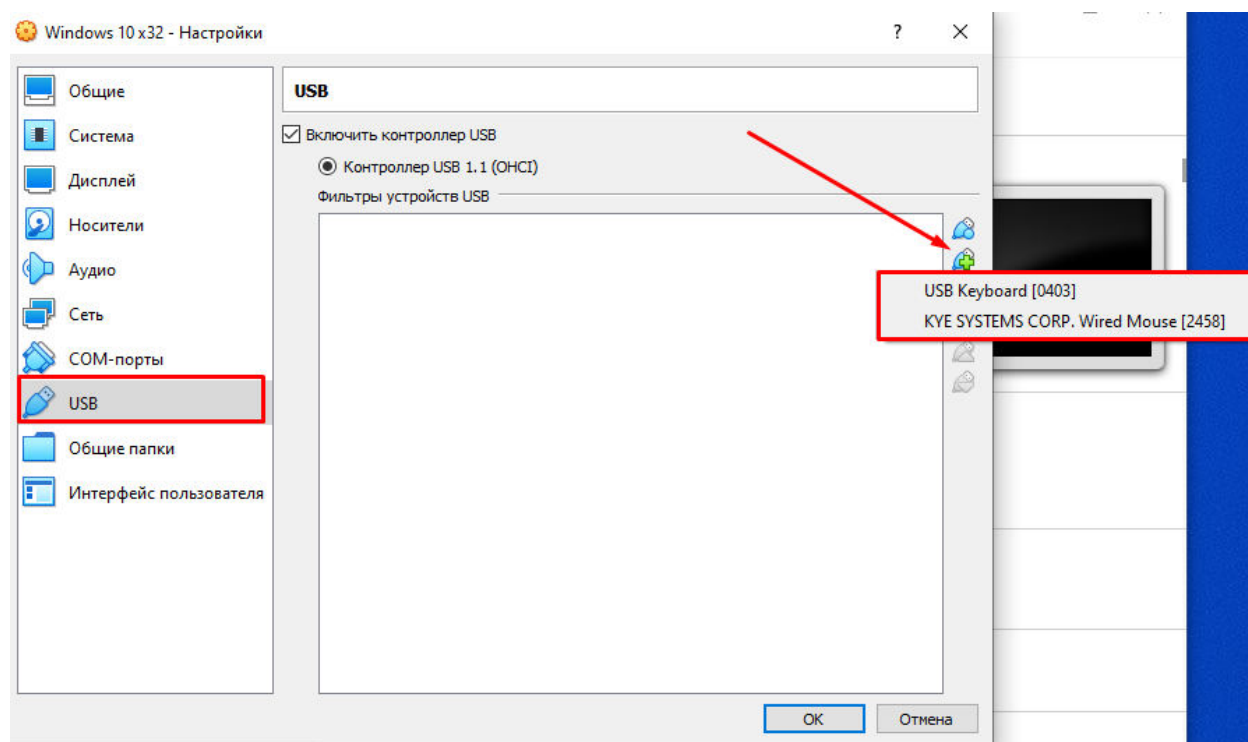 Windows 10 x32 - Настройки
?
Общие
Система
Дисплей
Носители
Аудио
Сеть
COM-порты
USB
Общие папки
Интерфейс пользователя
USB
Включить контроллер USB
Контроллер USB 1.1 (OHCI)
Фильтры устройств USB
USB Keyboard [0403]
KYE SYSTEMS CORP. Wired Mouse [2458]
OK
Отмена